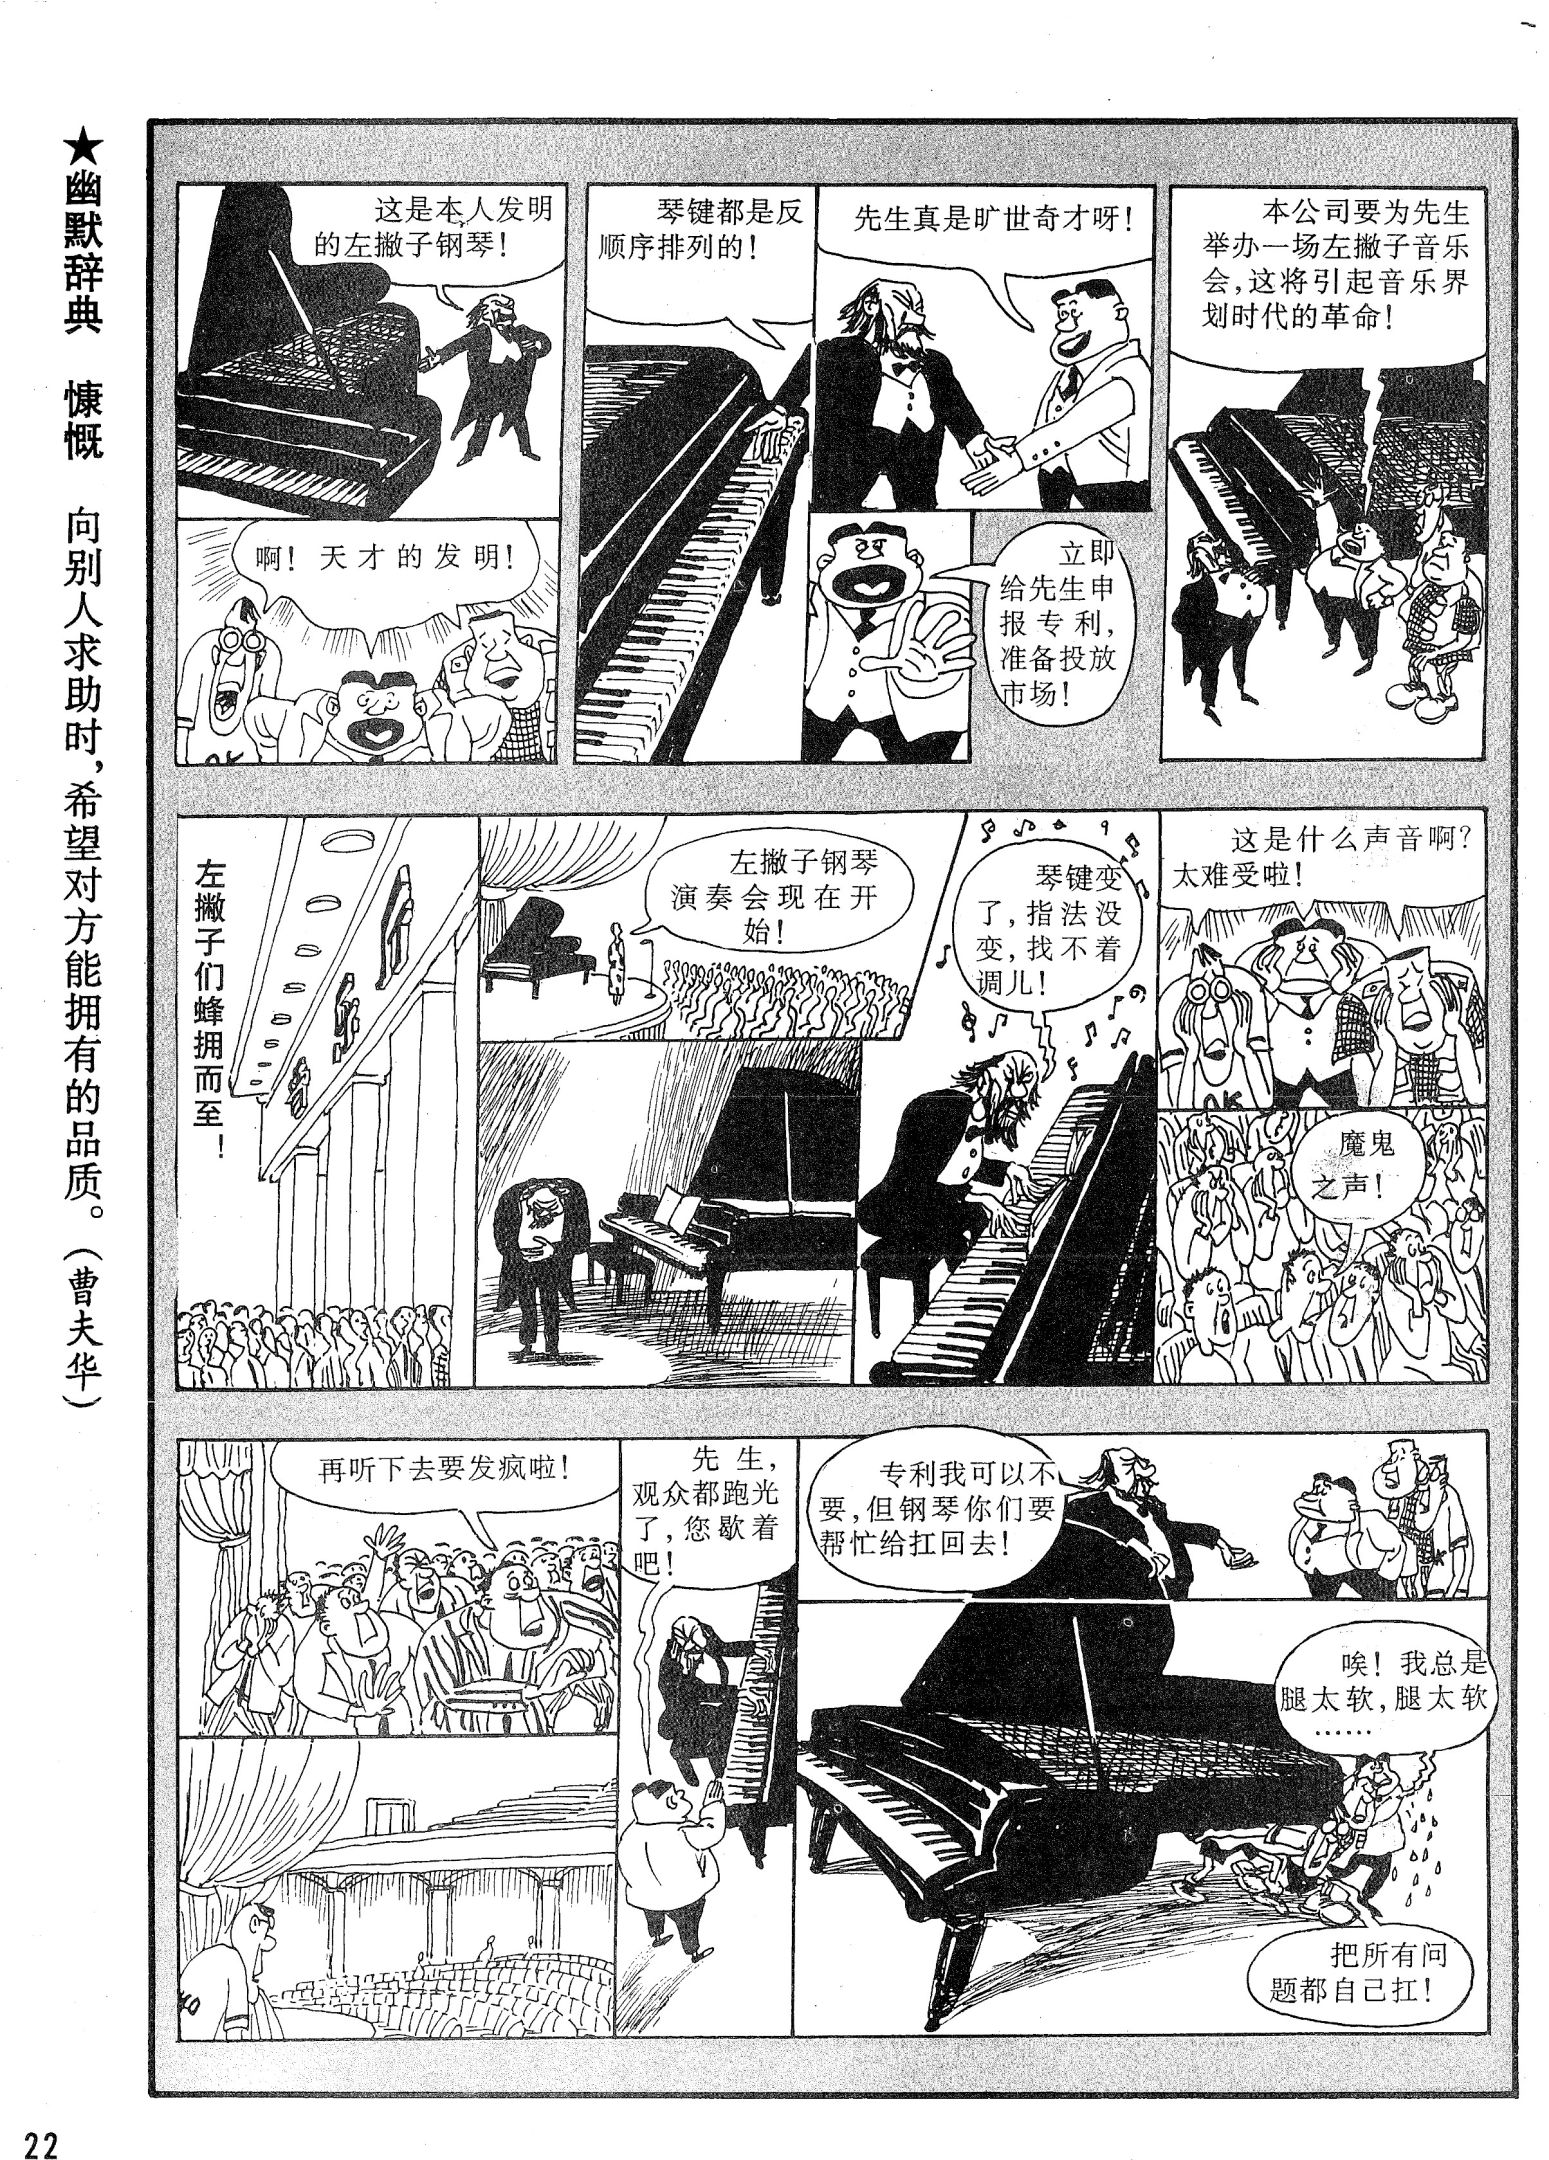 ★幽默辞典　慷慨　向别人求助时，希望对方能拥有的品质。（曹夫华）
这是本人发明
的左撇子钢琴！
啊！天才的发明！
琴键都是反
顺序排列的！
先生真是旷世奇才呀！
立即
给先生申
报专利，
准备投放
市场！
本公司要为先生
举办一场左撇子音乐
会，这将引起音乐界
划时代的革命！
OK
左撇子们蜂拥而至！
左撇子钢琴
演奏会现在开
始！
琴键变
了，指法没
变，找不着
调儿！
这是什么声音啊？
太难受啦！
OK
魔鬼
之声！
再听下去要发疯啦！
先生，
观众都跑光
了，您歇着
吧！
专利我可以不
要，但钢琴你们要
帮忙给扛回去！
唉！我总是
腿太软，腿太软
……
把所有问
题都自己扛！
22